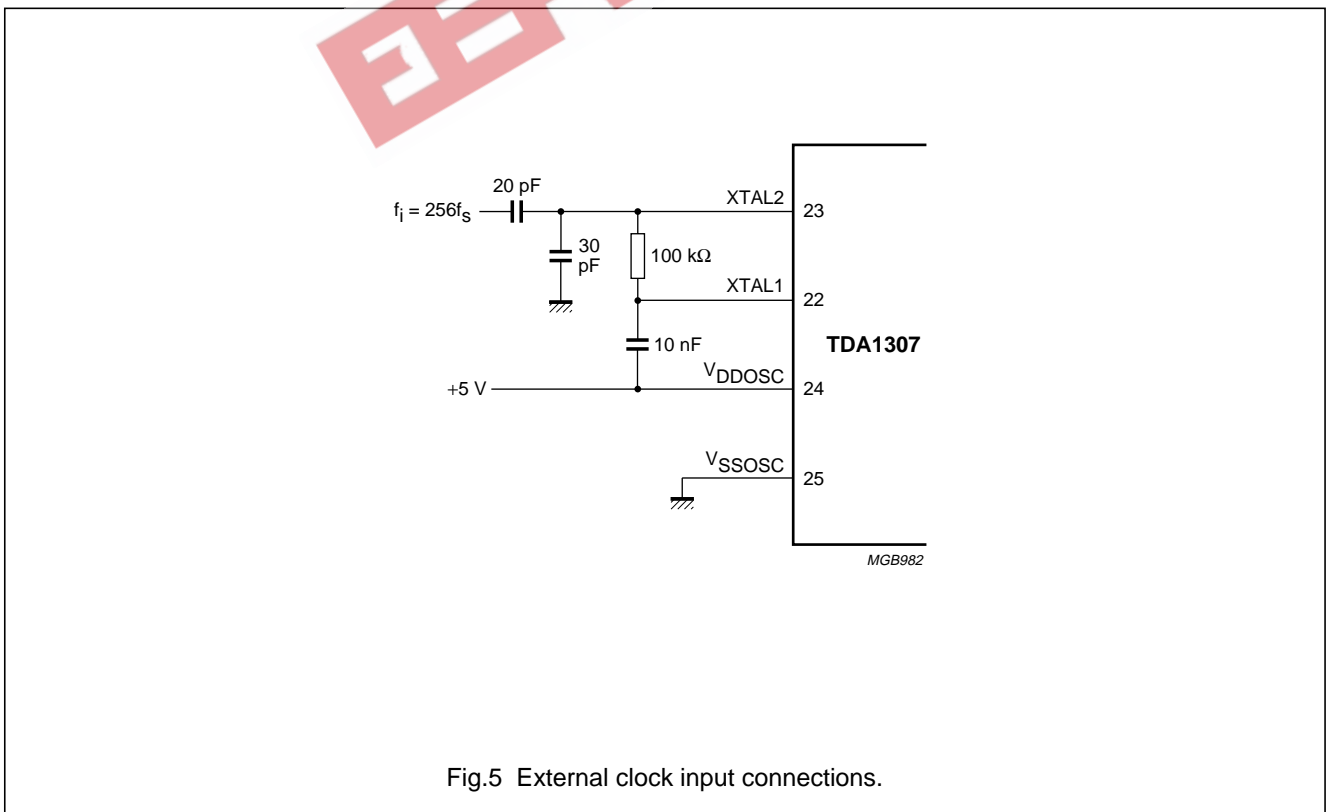 20 pF
fi = 256fS
30
pF
100 kΩ
10 nF
+5 V
XTAL2
23
XTAL1
22
TDA1307
VDDOSC
24
VSSOSC
25
MGB982
Fig.5 External clock input connections.